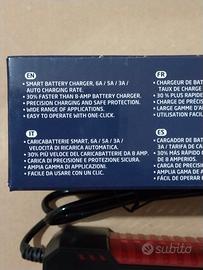 EN
SMART BATTERY CHARGER, 6A / 5A / 3A /
AUTO CHARGING RATE.
• 30% FASTER THAN 8-AMP BATTERY CHARGER.
• PRECISION CHARGING AND SAFE PROTECTION.
• WIDE RANGE OF APPLICATIONS.
• EASY TO OPERATE WITH ONE-CLICK.
IT
CARICABATTERIE SMART, 6A / 5A / 3A /
VELOCITÀ DI RICARICA AUTOMATICA.
• 30% PIÙ VELOCE DEL CARICABATTERIE DA 8 AMP.
• CARICA DI PRECISIONE E PROTEZIONE SICURA.
• AMPIA GAMMA DI APPLICAZIONI.
• FACILE DA USARE CON UN CLIC.
FR
CHARGEUR DE BATTER
TAUX DE CHARGE
• 30 % PLUS RAPIDE
• CHARGE DE PRÉCIS
• LARGE GAMME D'A
• UTILISATION FACILE
ES
CARGADOR DE BATER
3A / TARIFA DE CA
• 30% MÁS RÁPIDO
DE 8 AMPERIOS.
• CARGA DE PRECISI
• AMPLIA GAMA DE A
• FÁCIL DE OPERAR
subito